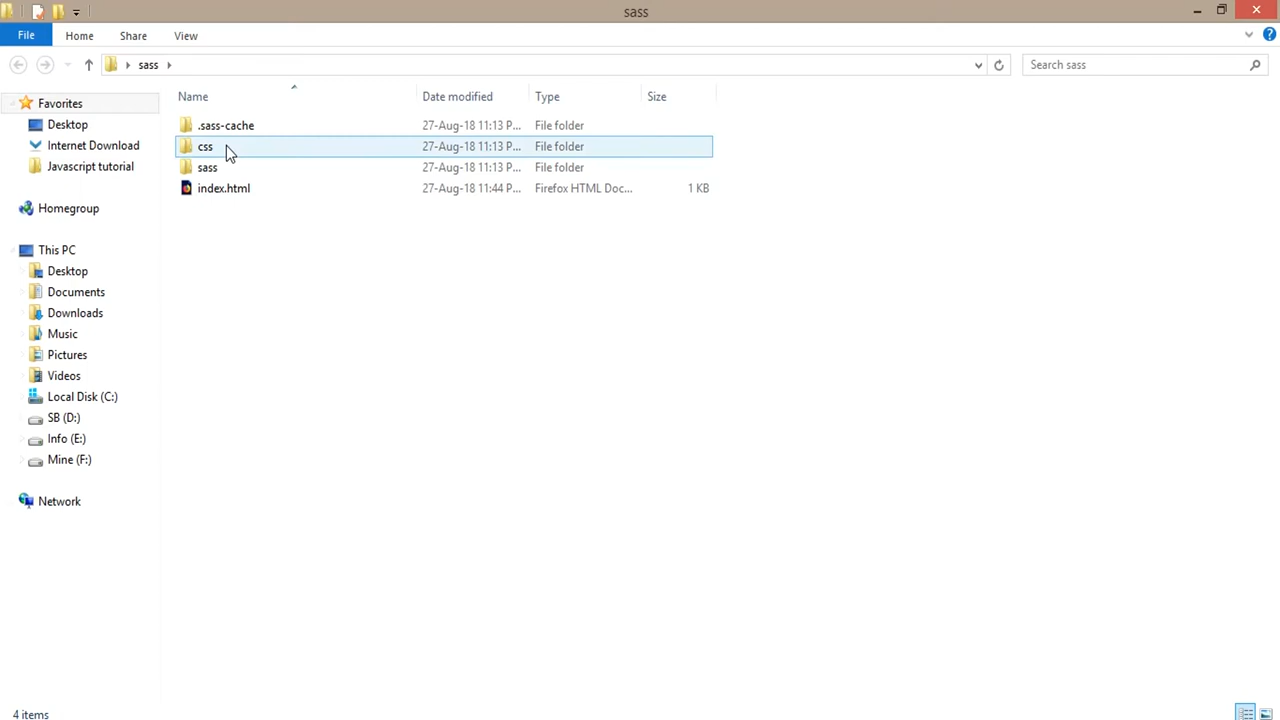 sass
File Home Share View
sass
Search sass
Name Date modified Type Size
Favorites
Desktop
Internet Download
Javascript tutorial
Homegroup
This PC
Desktop
Documents
Downloads
Music
Pictures
Videos
Local Disk (C:)
SB (D:)
Info (E:)
Mine (F:)
Network
.sass-cache 27-Aug-18 11:13 P... File folder
css 27-Aug-18 11:13 P... File folder
sass 27-Aug-18 11:13 P... File folder
index.html 27-Aug-18 11:44 P... Firefox HTML Doc... 1 KB
4 items